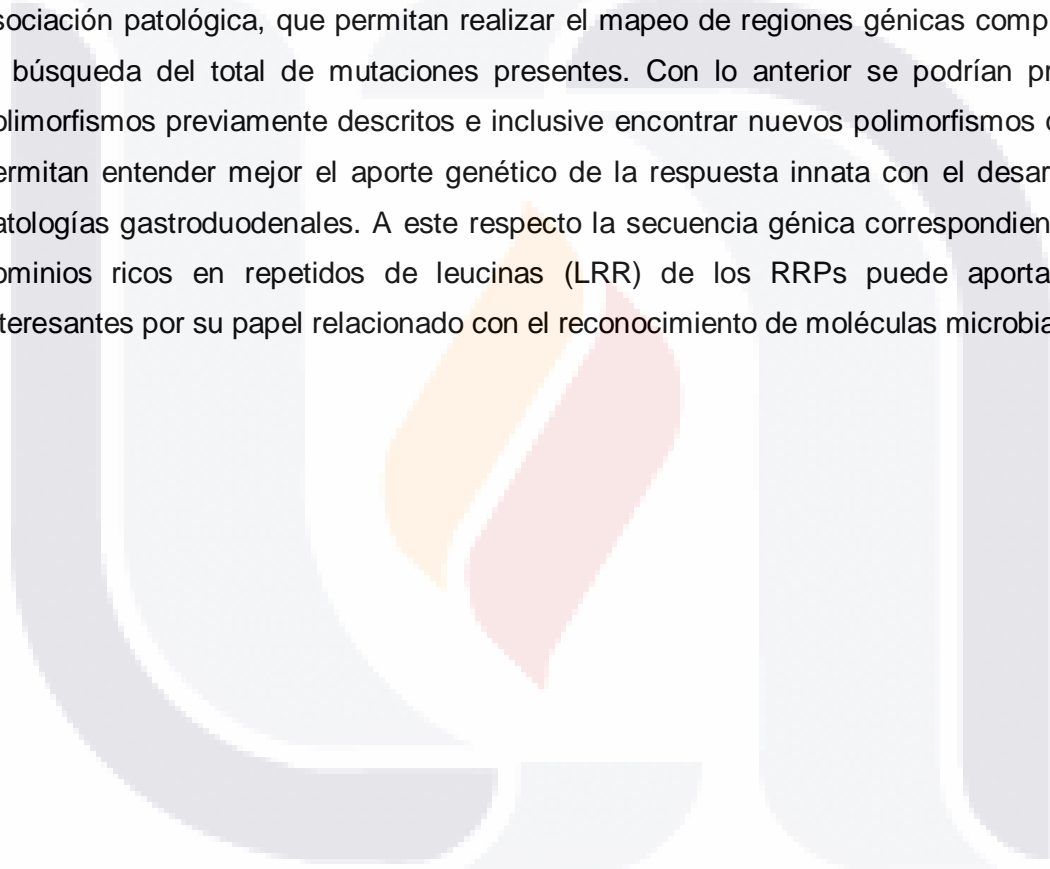 sociación patológica, que permitan realizar el mapeo de regiones génicas comp
búsqueda del total de mutaciones presentes. Con lo anterior se podrían pr
olimorfismos previamente descritos e inclusive encontrar nuevos polimorfismos
ermitan entender mejor el aporte genético de la respuesta innata con el desar
atologías gastroduodenales. A este respecto la secuencia génica correspondien
ominios ricos en repetidos de leucinas (LRR) de los RRPs puede aporta
teresantes por su papel relacionado con el reconocimiento de moléculas microbia